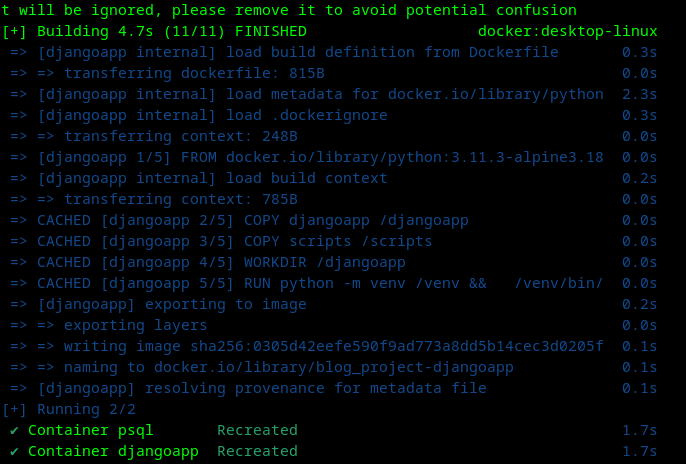 t will be ignored, please remove it to avoid potential confusion
[+] Building 4.7s (11/11) FINISHED docker:desktop-linux
=> [djangoapp internal] load build definition from Dockerfile 0.3s
=> => transferring dockerfile: 815B 0.0s
=> [djangoapp internal] load metadata for docker.io/library/python 2.3s
=> [djangoapp internal] load .dockerignore 0.3s
=> => transferring context: 248B 0.0s
=> [djangoapp 1/5] FROM docker.io/library/python:3.11.3-alpine3.18 0.0s
=> [djangoapp internal] load build context 0.2s
=> => transferring context: 785B 0.0s
=> CACHED [djangoapp 2/5] COPY djangoapp /djangoapp 0.0s
=> CACHED [djangoapp 3/5] COPY scripts /scripts 0.0s
=> CACHED [djangoapp 4/5] WORKDIR /djangoapp 0.0s
=> CACHED [djangoapp 5/5] RUN python -m venv /venv &&   /venv/bin/ 0.0s
=> [djangoapp] exporting to image 0.2s
=> => exporting layers 0.0s
=> => writing image sha256:0305d42eefe590f9ad773a8dd5b14cec3d0205f 0.1s
=> => naming to docker.io/library/blog_project-djangoapp 0.1s
=> [djangoapp] resolving provenance for metadata file 0.1s
[+] Running 2/2
✔ Container psql Recreated 1.7s
✔ Container djangoapp Recreated 1.7s